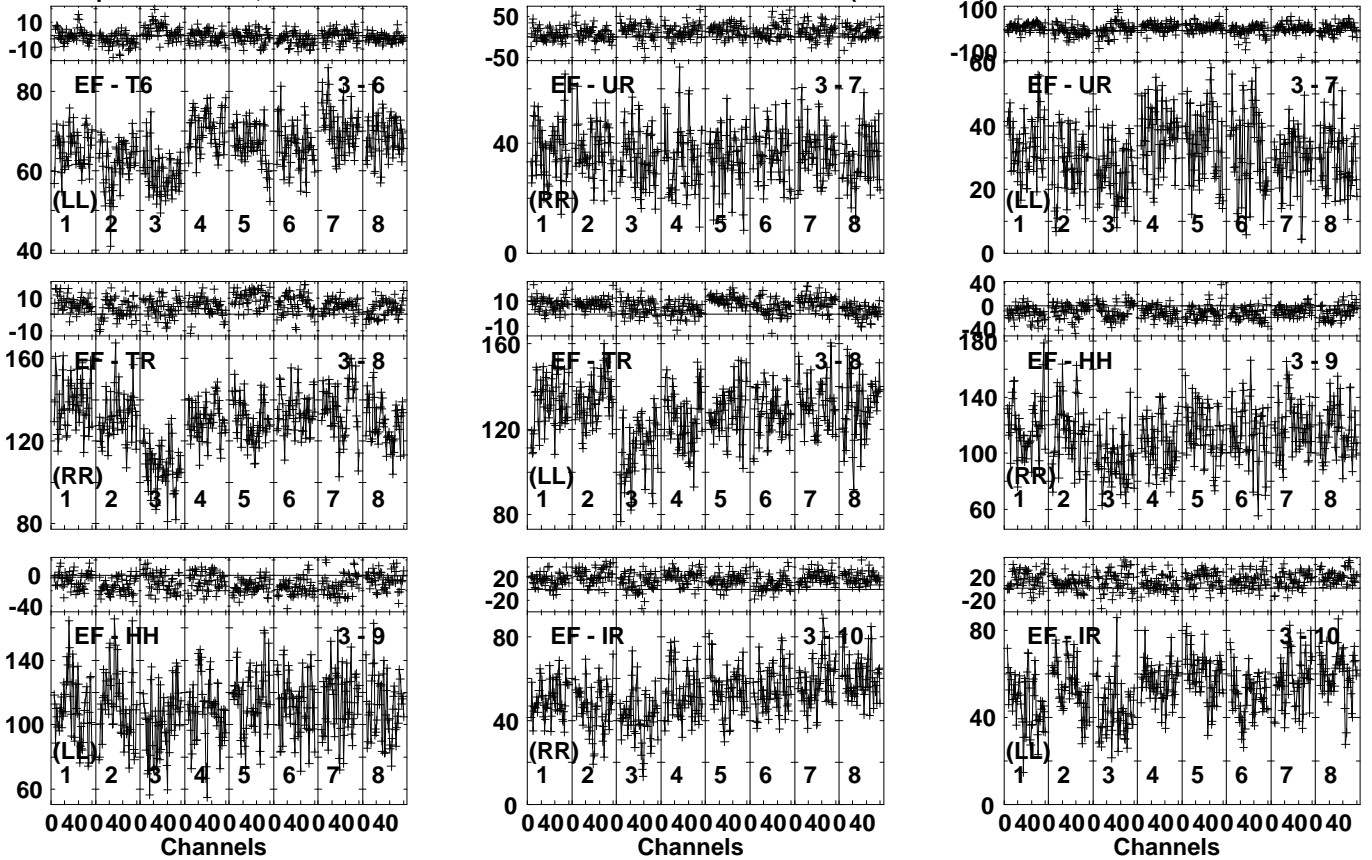 10 50 100
-10 -50 -100
80 EF - T6 3 - 6
60
(LL)
1 2 3 4 5 6 7 8
40
EF - UR 3 - 7
40
(RR)
1 2 3 4 5 6 7 8
0
60 EF - UR 3 - 7
40
20
(LL)
1 2 3 4 5 6 7 8
0
10 10 40
-10 -10 0
-40
160 EF - TR 3 - 8
120
(RR)
1 2 3 4 5 6 7 8
80
160 EF - TR 3 - 8
120
(LL)
1 2 3 4 5 6 7 8
80
180 EF - HH 3 - 9
140
100
(RR)
60 1 2 3 4 5 6 7 8
0 20 20
-40 -20 -20
EF - HH 3 - 9
140
100
(LL)
1 2 3 4 5 6 7 8
60
80 EF - IR 3 - 10
40
(RR)
1 2 3 4 5 6 7 8
0
80 EF - IR 3 - 10
40
(LL)
1 2 3 4 5 6 7 8
0
0 40 0 40 0 40 0 40 0 40 0 40 0 40 0 40
Channels
0 40 0 40 0 40 0 40 0 40 0 40 0 40 0 40
Channels
0 40 0 40 0 40 0 40 0 40 0 40 0 40 0 40
Channels